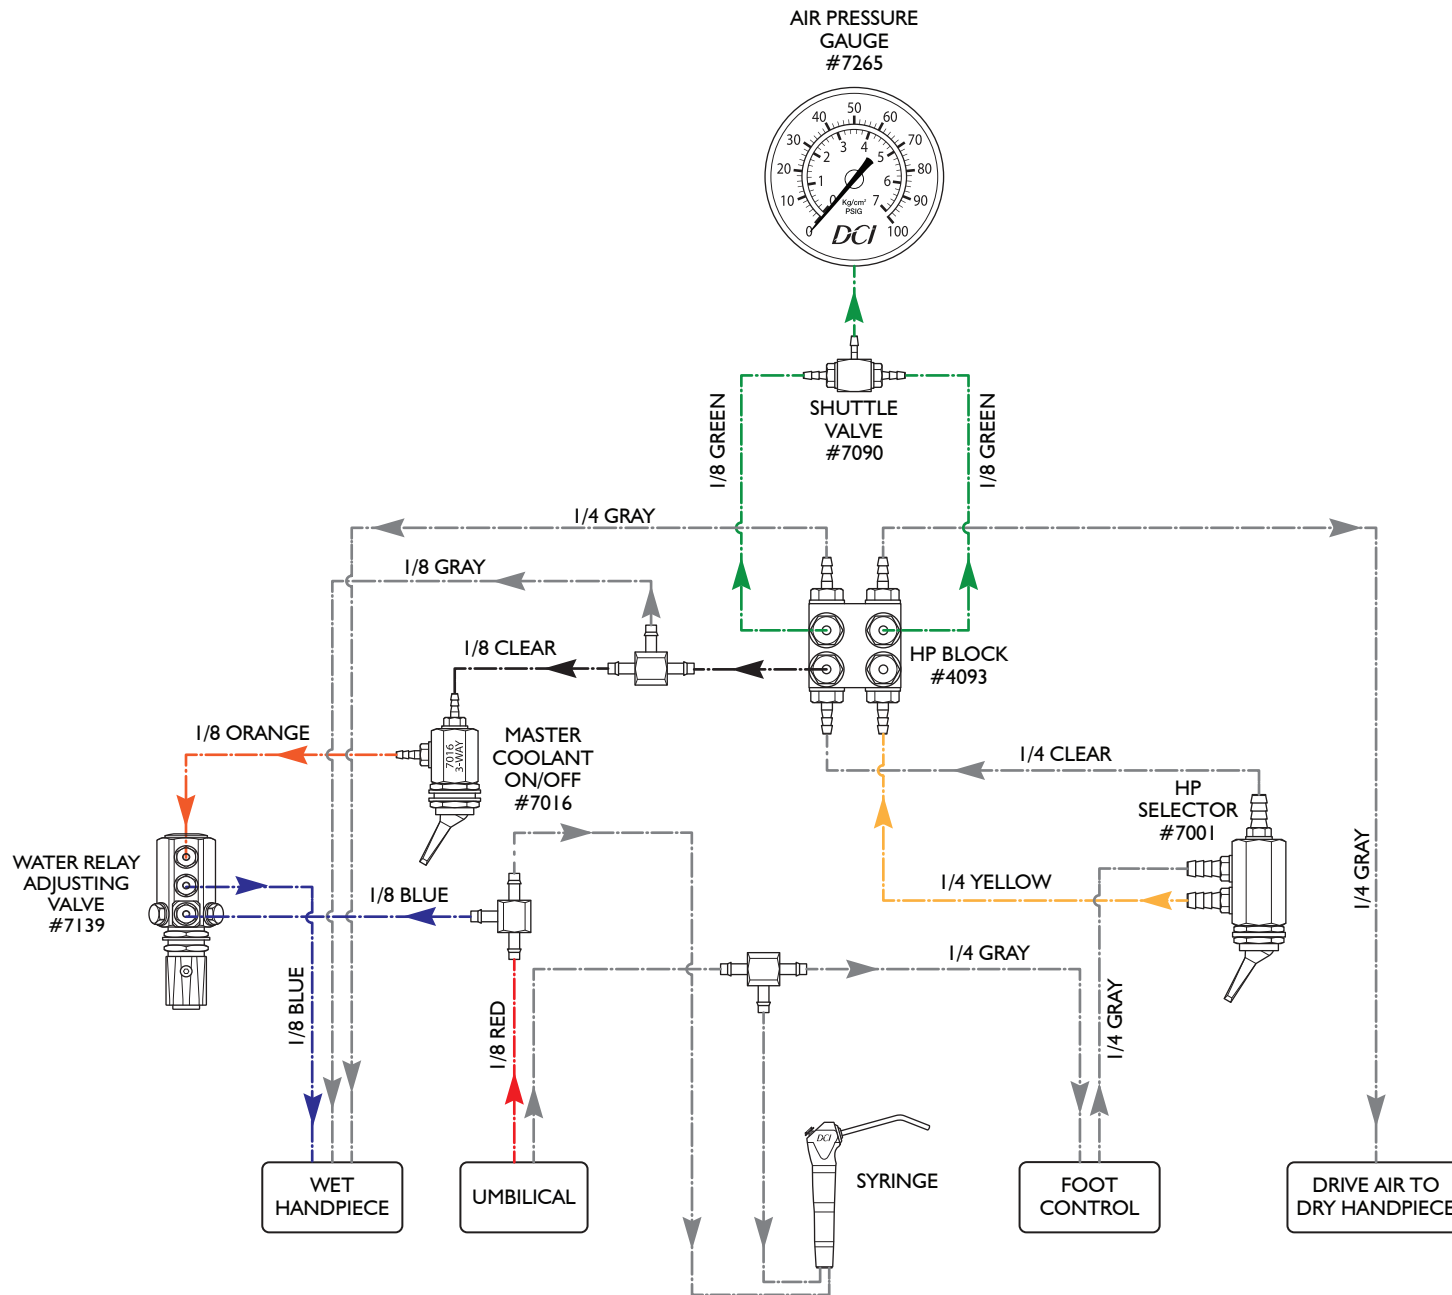 AIR PRESSURE
GAUGE
#7265
50
40
60
30
70
20
80
10
90
0
100
3
4
2
5
1
6
0
7
Kg/cm²
PSIG
DCI
SHUTTLE
VALVE
#7090
1/8 GREEN
1/8 GREEN
1/4 GRAY
1/8 GRAY
1/8 CLEAR
HP BLOCK
#4093
1/8 ORANGE
7016
3-WAY
MASTER
COOLANT
ON/OFF
#7016
1/4 CLEAR
HP
SELECTOR
#7001
WATER RELAY
ADJUSTING
VALVE
#7139
1/8 BLUE
1/4 YELLOW
1/4 GRAY
1/4 GRAY
1/8 BLUE
1/8 RED
1/4 GRAY
DCI
SYRINGE
WET
HANDPIECE
UMBILICAL
FOOT
CONTROL
DRIVE AIR TO
DRY HANDPIECE